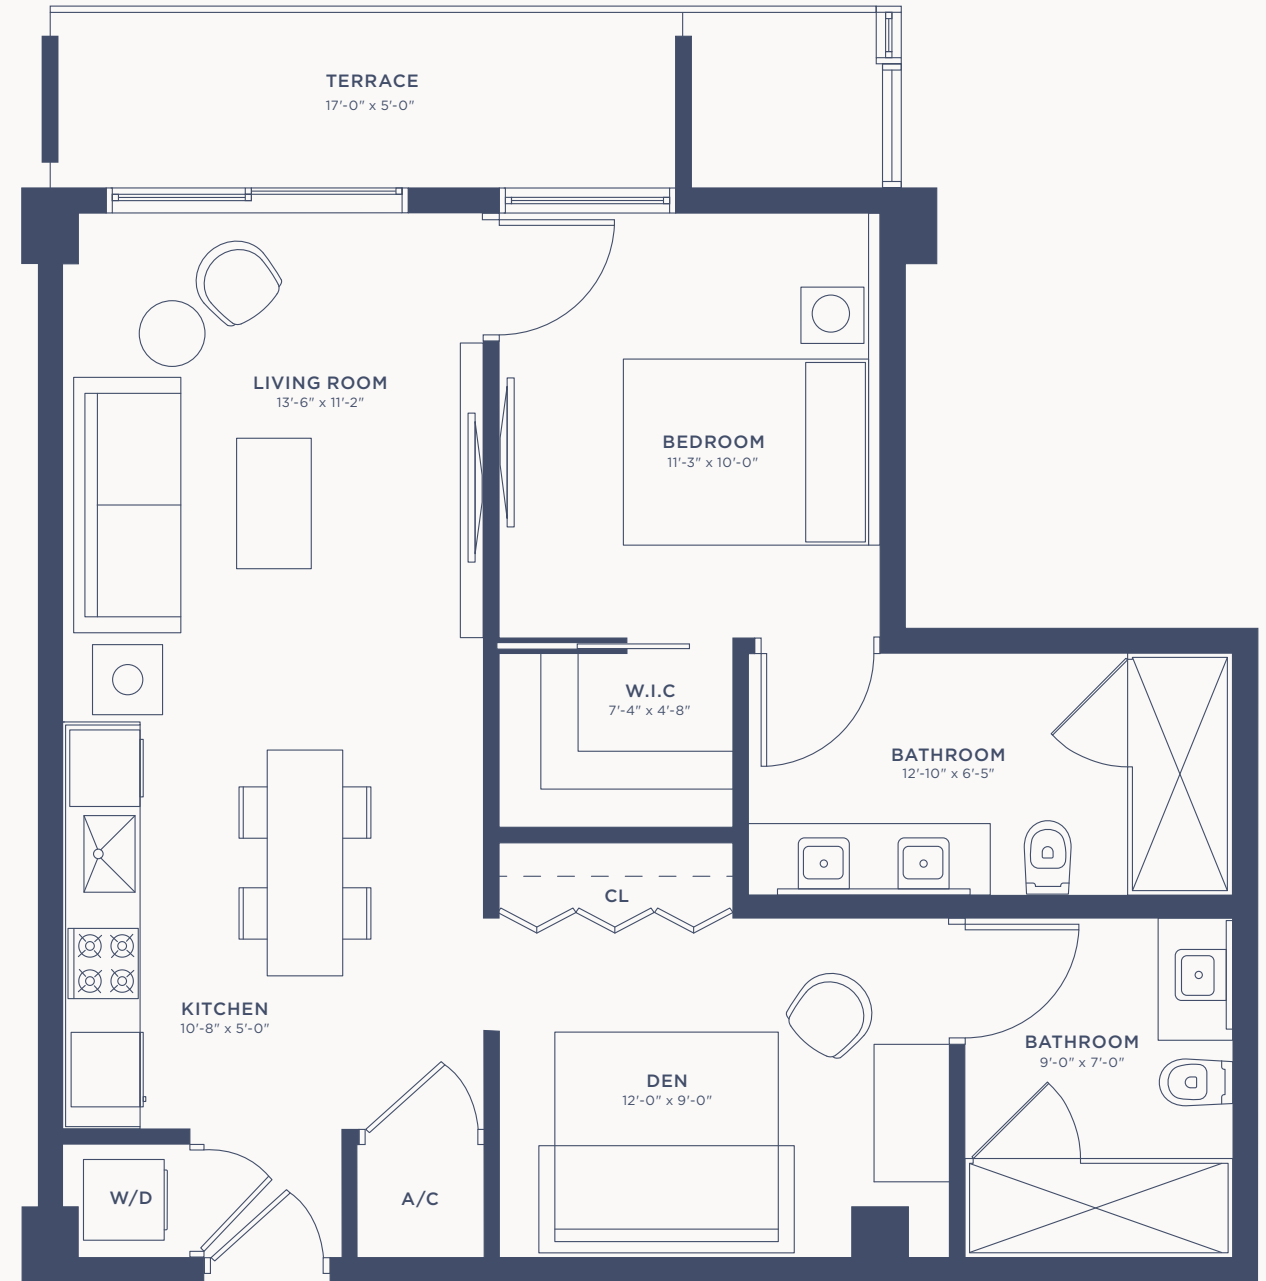 TERRACE
17'-0" x 5'-0"
LIVING ROOM
13'-6" x 11'-2"
BEDROOM
11'-3" x 10'-0"
W.I.C
7'-4" x 4'-8"
BATHROOM
12'-10" x 6'-5"
CL
KITCHEN
10'-8" x 5'-0"
BATHROOM
9'-0" x 7'-0"
DEN
12'-0" x 9'-0"
W/D
A/C